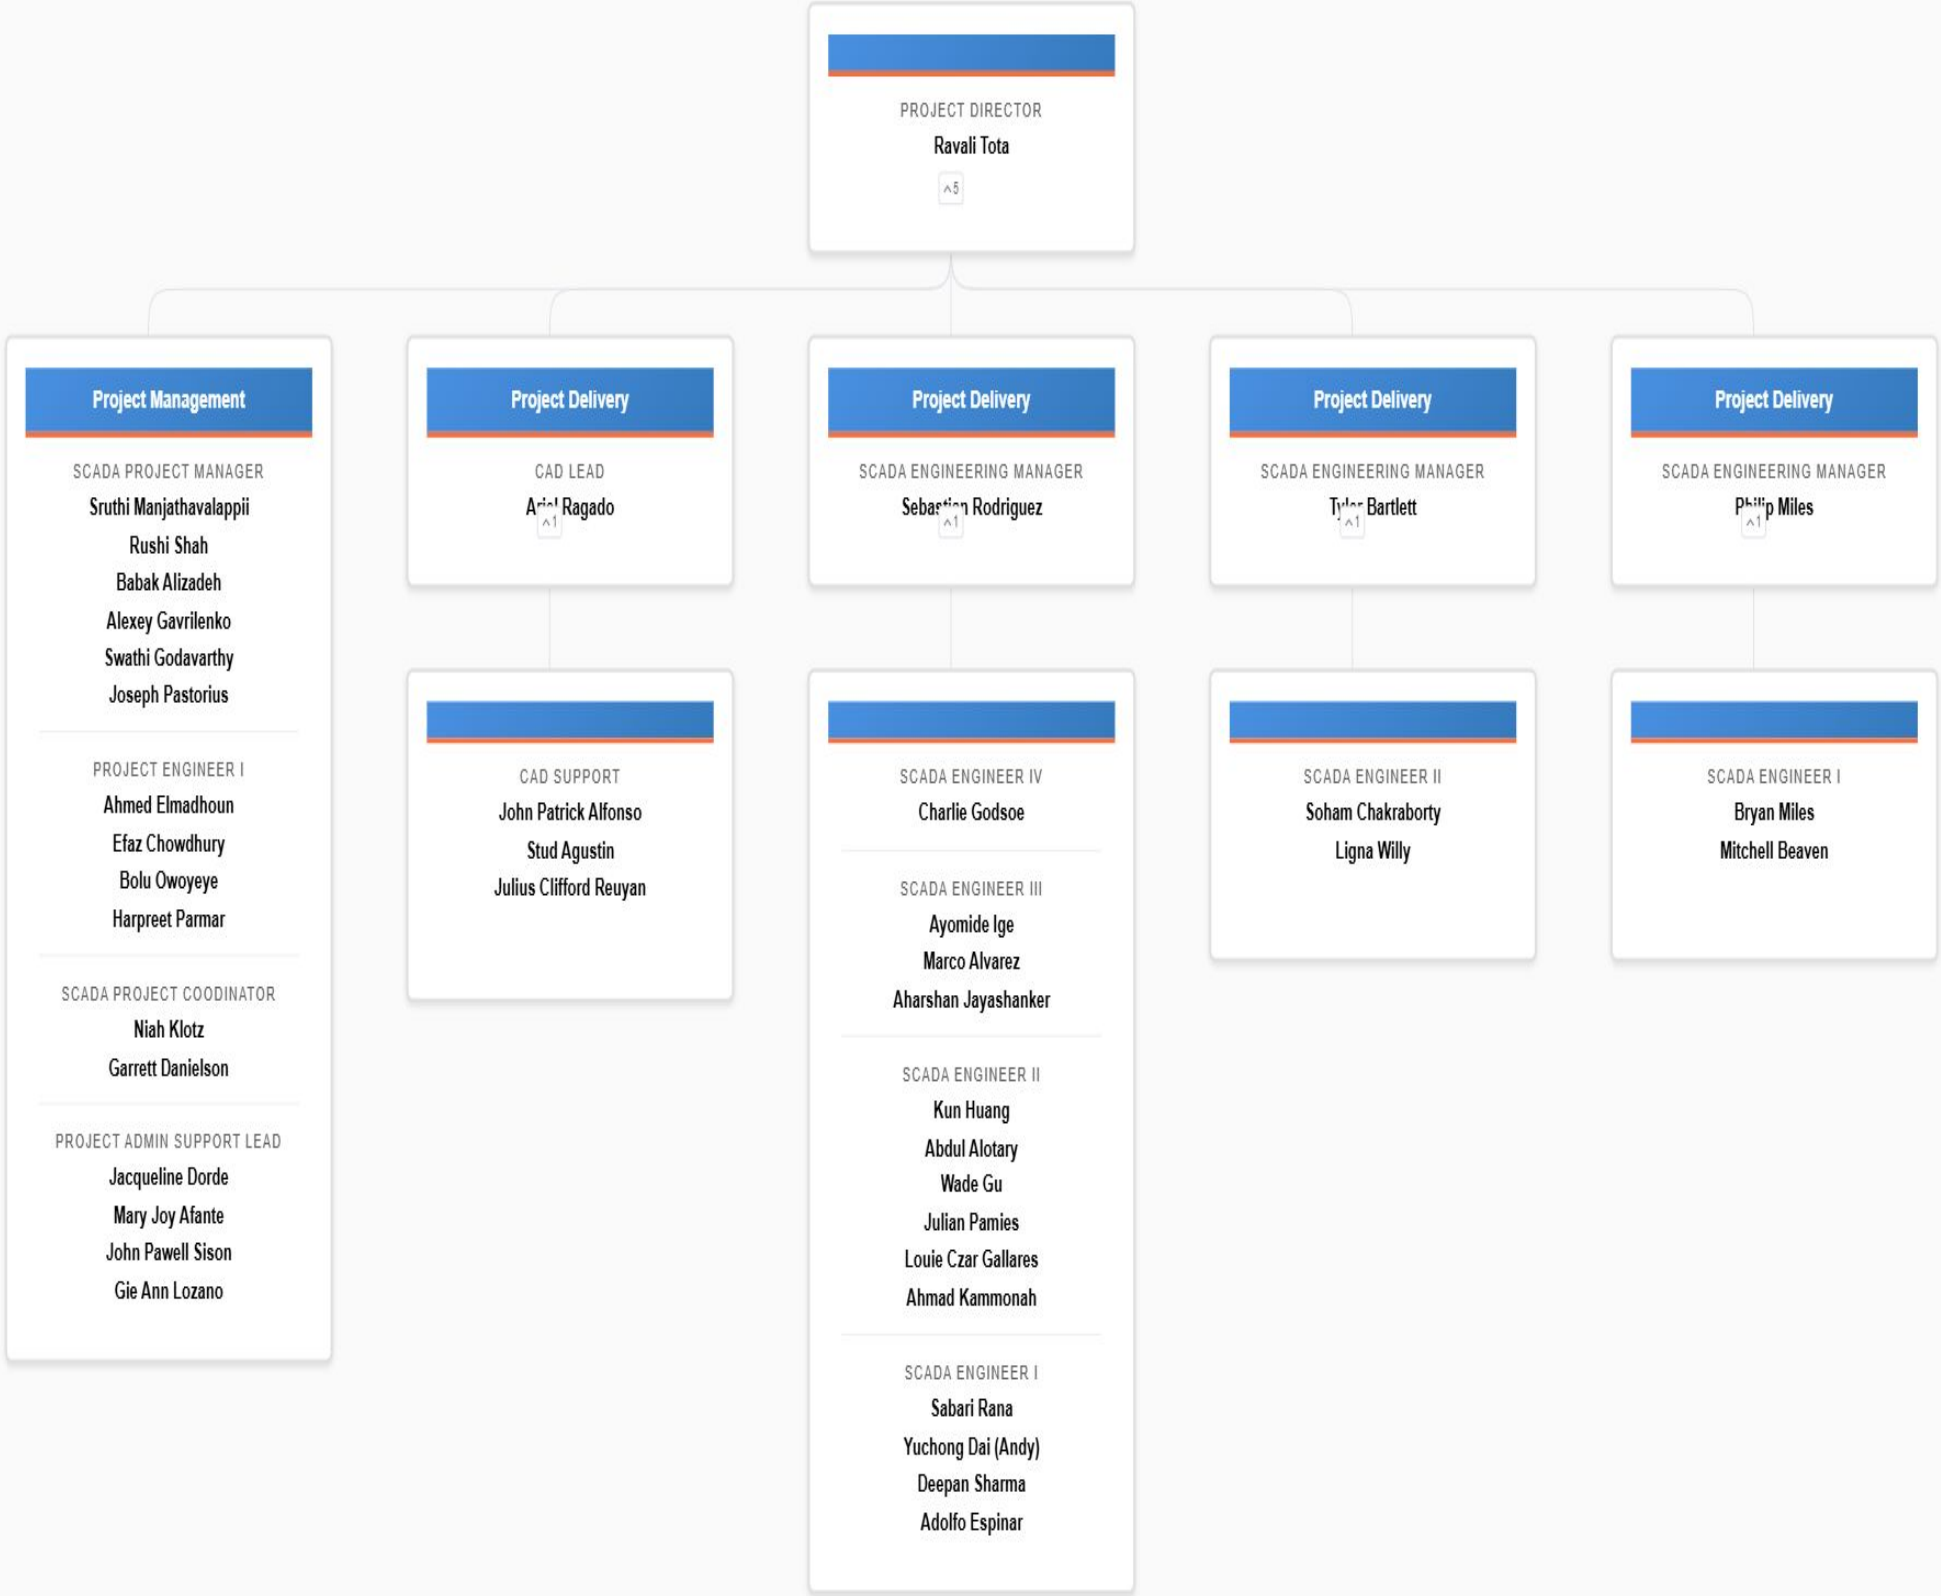 PROJECT DIRECTOR
Ravali Tota
^5
Project Management
SCADA PROJECT MANAGER
Sruthi Manjathavalappii
Rushi Shah
Babak Alizadeh
Alexey Gavrilenko
Swathi Godavarthy
Joseph Pastorius
PROJECT ENGINEER I
Ahmed Elmadhoun
Efaz Chowdhury
Bolu Owoyeye
Harpreet Parmar
SCADA PROJECT COODINATOR
Niah Klotz
Garrett Danielson
PROJECT ADMIN SUPPORT LEAD
Jacqueline Dorde
Mary Joy Afante
John Pawell Sison
Gie Ann Lozano
Project Delivery
CAD LEAD
Ariel Ragado
^1
CAD SUPPORT
John Patrick Alfonso
Stud Agustin
Julius Clifford Reuyan
Project Delivery
SCADA ENGINEERING MANAGER
Sebastian Rodriguez
^1
SCADA ENGINEER IV
Charlie Godsoe
SCADA ENGINEER III
Ayomide Ige
Marco Alvarez
Aharshan Jayashanker
SCADA ENGINEER II
Kun Huang
Abdul Alotary
Wade Gu
Julian Pamies
Louie Czar Gallares
Ahmad Kammonah
SCADA ENGINEER I
Sabari Rana
Yuchong Dai (Andy)
Deepan Sharma
Adolfo Espinar
Project Delivery
SCADA ENGINEERING MANAGER
Tyler Bartlett
^1
SCADA ENGINEER II
Soham Chakraborty
Ligna Willy
Project Delivery
SCADA ENGINEERING MANAGER
Philip Miles
^1
SCADA ENGINEER I
Bryan Miles
Mitchell Beaven